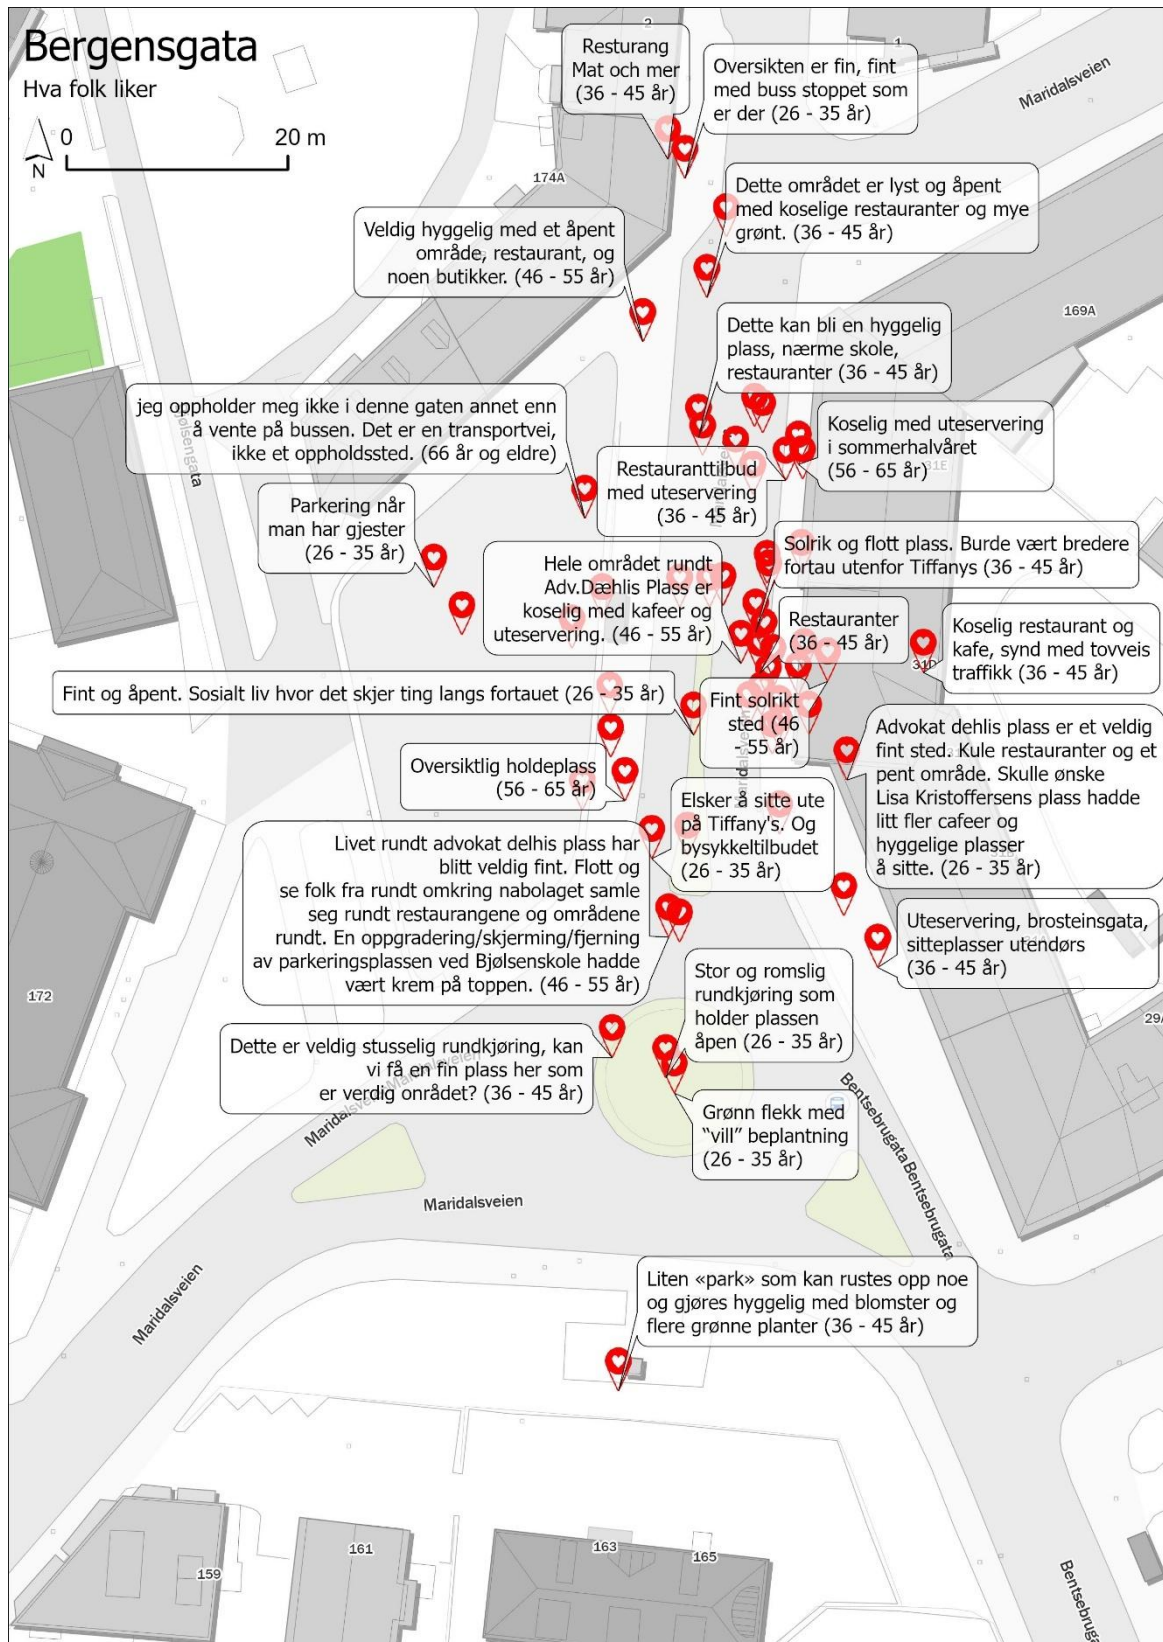 Bergensgata
Hva folk liker
0
20 m
N
2
1
Resturang
Mat och mer
(36 - 45 år)
Oversikten er fin, fint
med buss stoppet som
er der (26 - 35 år)
Maridalsveien
174A
Dette området er lyst og åpent
med koselige restauranter og mye
grønt. (36 - 45 år)
Veldig hyggelig med et åpent
område, restaurant, og
noen butikker. (46 - 55 år)
169A
Dette kan bli en hyggelig
plass, nærme skole,
restauranter (36 - 45 år)
jeg oppholder meg ikke i denne gaten annet enn
å vente på bussen. Det er en transportvei,
ikke et oppholdssted. (66 år og eldre)
Koselig med uteservering
i sommerhalvåret
(56 - 65 år)
31E
Restauranttilbud
med uteservering
(36 - 45 år)
Parkering når
man har gjester
(26 - 35 år)
Solrik og flott plass. Burde vært bredere
fortau utenfor Tiffanys (36 - 45 år)
Hele området rundt
Adv.Dæhlis Plass er
koselig med kafeer og
uteservering. (46 - 55 år)
Restauranter
(36 - 45 år)
31D
Koselig restaurant og
kafe, synd med tovveis
traffikk (36 - 45 år)
Fint og åpent. Sosialt liv hvor det skjer ting langs fortauet (26 - 35 år)
Fint solrikt
sted (46
- 55 år)
Maridalsveien
Advokat dehlis plass er et veldig
fint sted. Kule restauranter og et
pent område. Skulle ønske
Lisa Kristoffersens plass hadde
litt fler cafeer og
hyggelige plasser
å sitte. (26 - 35 år)
Oversiktlig holdeplass
(56 - 65 år)
Elsker å sitte ute
på Tiffany's. Og
bysykkeltilbudet
(26 - 35 år)
Livet rundt advokat delhis plass har
blitt veldig fint. Flott og
se folk fra rundt omkring nabolaget samle
seg rundt restaurangene og områdene
rundt. En oppgradering/skjerming/fjerning
av parkeringsplassen ved Bjølsenskole hadde
vært krem på toppen. (46 - 55 år)
Uteservering, brosteinsgata,
sitteplasser utendørs
(36 - 45 år)
172
Stor og romslig
rundkjøring som
holder plassen
åpen (26 - 35 år)
29A
Dette er veldig stusselig rundkjøring, kan
vi få en fin plass her som
er verdig området? (36 - 45 år)
Maridalsveien
Maridalsveien
Bentsebrugata
Bentsebrugata
Grønn flekk med
"vill" beplantning
(26 - 35 år)
Maridalsveien
Maridalsveien
Liten «park» som kan rustes opp noe
og gjøres hyggelig med blomster og
flere grønne planter (36 - 45 år)
159
161
163
165
Bentsebrugata